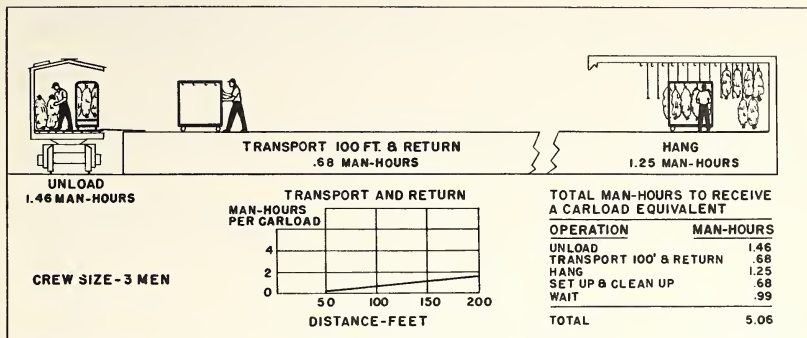 TRANSPORT 100 FT. & RETURN
.68 MAN-HOURS
HANG
1.25 MAN-HOURS
UNLOAD
1.46 MAN-HOURS
CREW SIZE-3 MEN
TRANSPORT AND RETURN
MAN-HOURS
PER CARLOAD
4
2
0
50 100 150 200
DISTANCE-FEET
TOTAL MAN-HOURS TO RECEIVE
A CARLOAD EQUIVALENT
OPERATION MAN-HOURS
UNLOAD 1.46
TRANSPORT 100' & RETURN .68
HANG 1.25
SET UP & CLEAN UP .68
WAIT .99
TOTAL 5.06